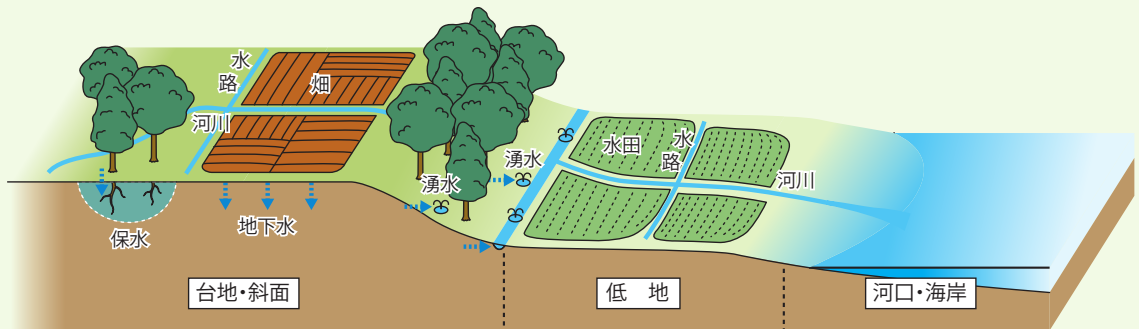 水路
畑
河川
湧水
湧水
水田
水路
河川
保水
地下水
台地・斜面
低　地
河口・海岸